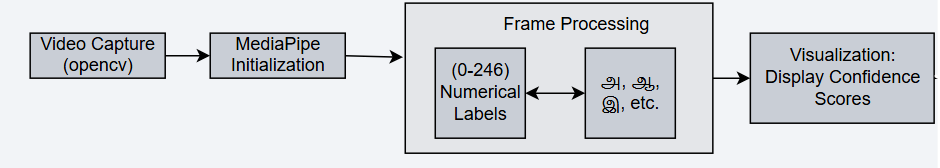 Video Capture
(opencv)
MediaPipe
Initialization
Frame Processing
(0-246)
Numerical
Labels
அ, ஆ,
இ, etc.
Visualization:
Display Confidence
Scores